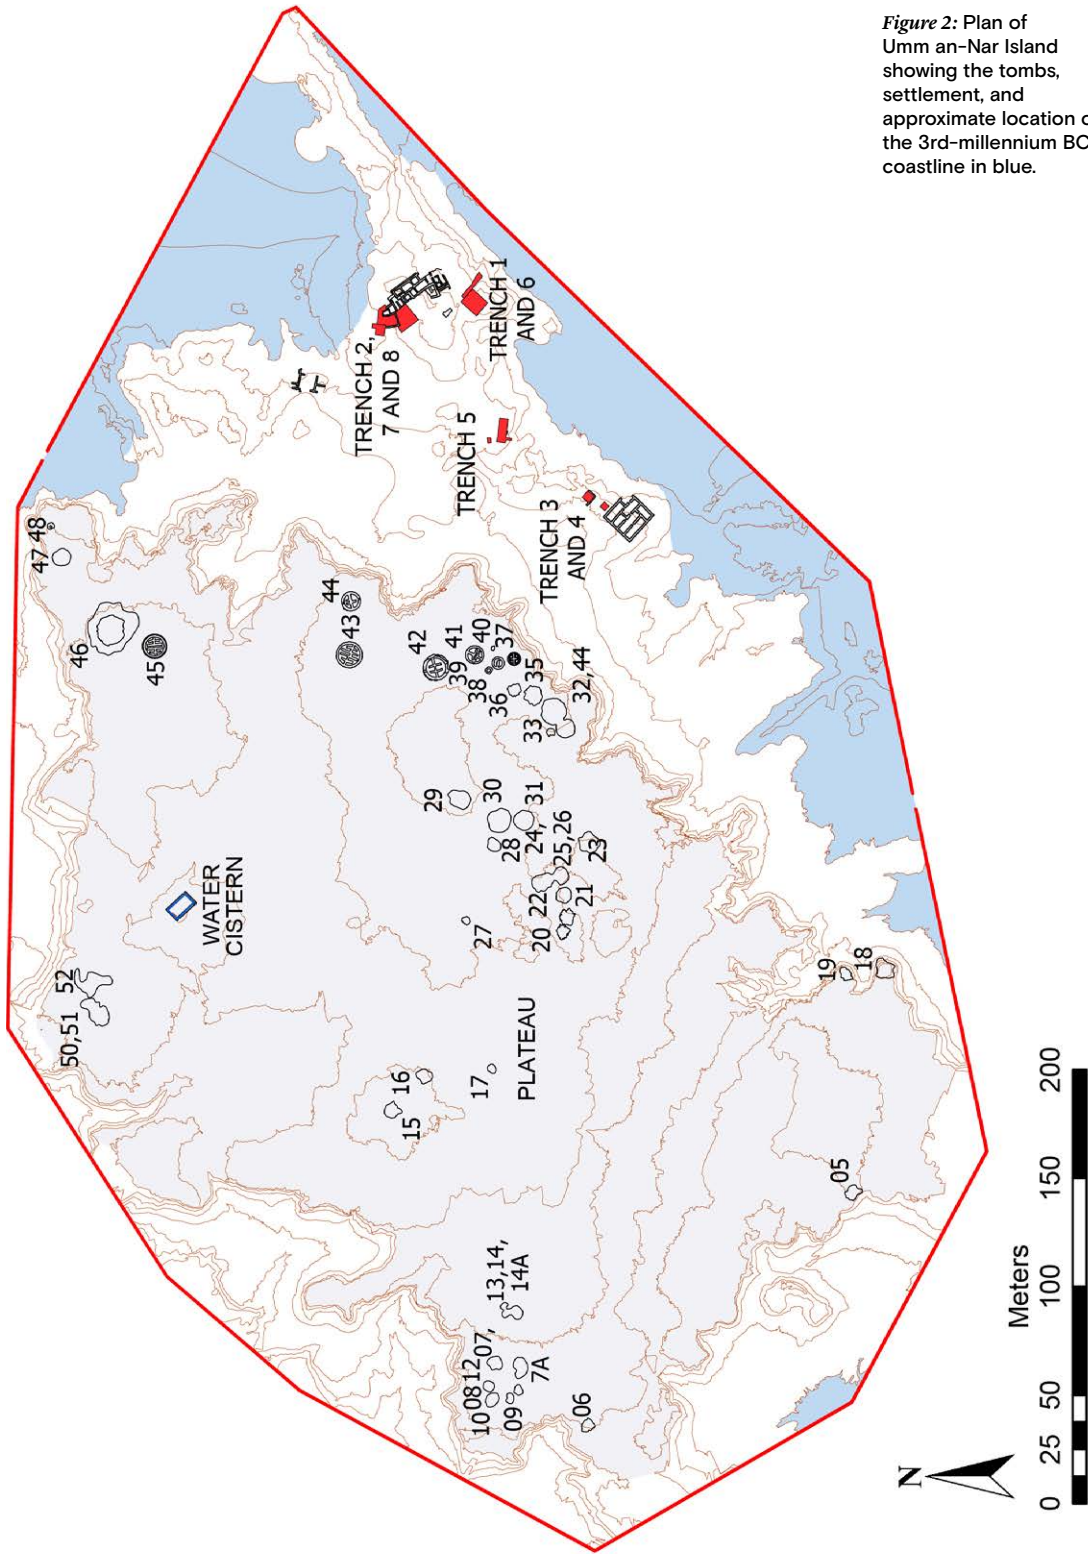 Figure 2: Plan of
Umm an-Nar Island
showing the tombs,
settlement, and
approximate location o
the 3rd-millennium BC
coastline in blue.
47 48
46
45
44
43
42
41
40
39
38
37
36
35
33
32,44
TRENCH 2,
7 AND 8
TRENCH 1
AND 6
TRENCH 5
TRENCH 3
AND 4
29
30
28
24, 31
25,26
22
23
21
20
27
WATER
CISTERN
52
50,51
PLATEAU
16
15
17
19
18
05
13,14,
14A
07,
12
08
10
09
7A
06
N
Meters
0 25 50 100 150 200